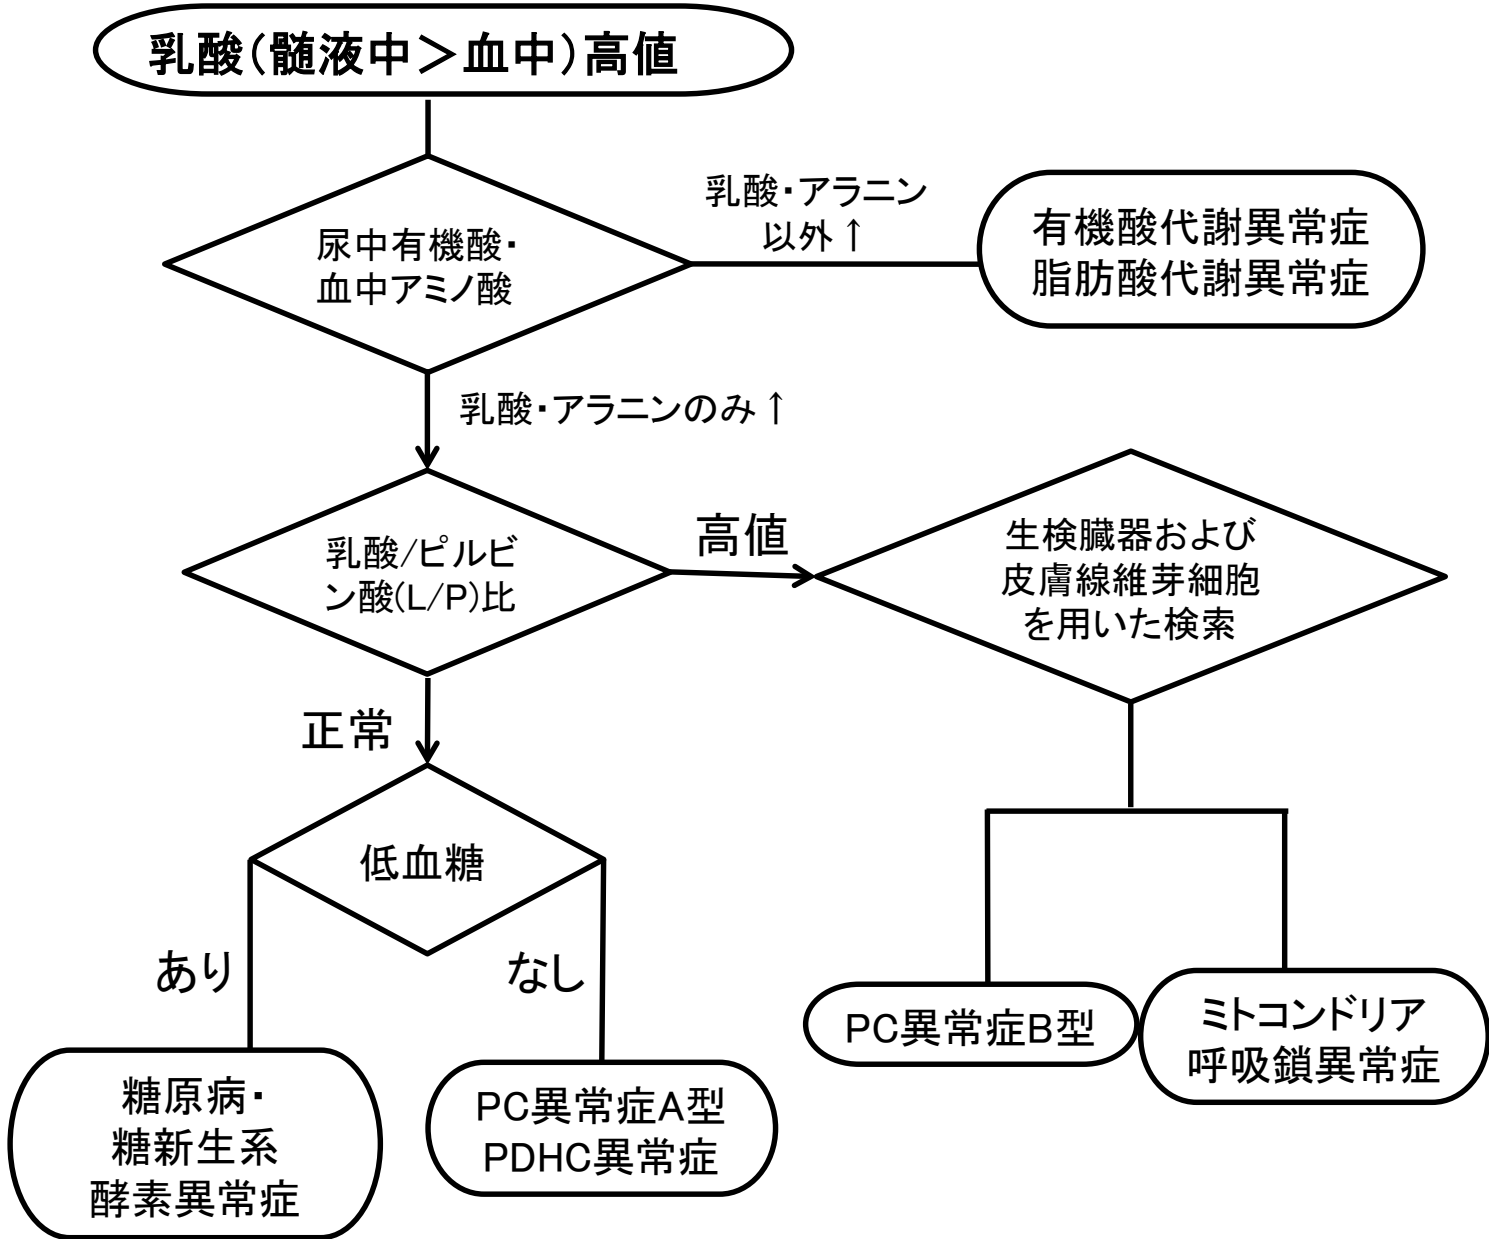 乳酸(髄液中＞血中)高値
尿中有機酸・
血中アミノ酸
乳酸・アラニン
以外↑
有機酸代謝異常症
脂肪酸代謝異常症
乳酸・アラニンのみ↑
乳酸/ピルビ
ン酸(L/P)比
高値
生検臓器および
皮膚線維芽細胞
を用いた検索
正常
低血糖
あり
なし
PC異常症B型
ミトコンドリア
呼吸鎖異常症
糖原病・
糖新生系
酵素異常症
PC異常症A型
PDHC異常症